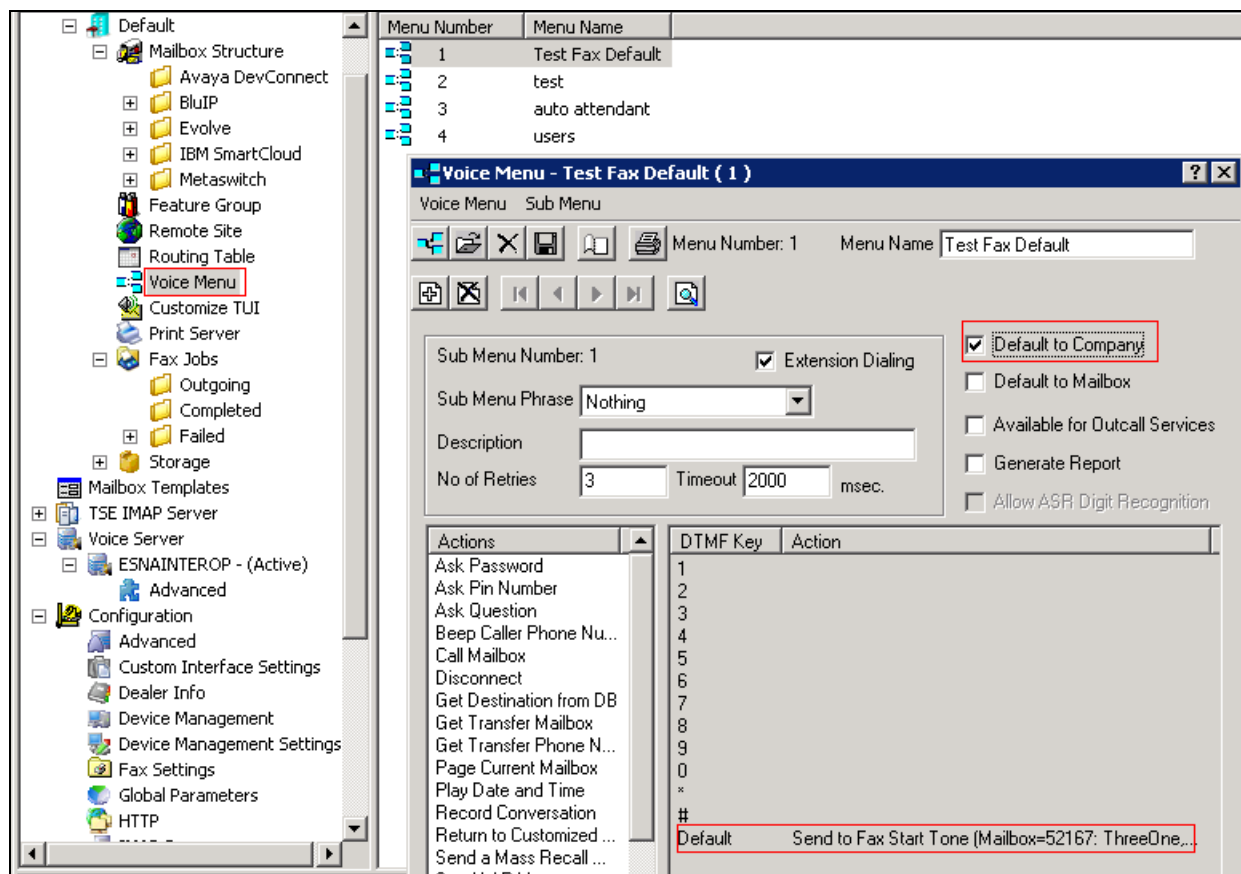 Default
Mailbox Structure
Avaya DevConnect
BluIP
Evolve
IBM SmartCloud
Metaswitch
Feature Group
Remote Site
Routing Table
Voice Menu
Customize TUI
Print Server
Fax Jobs
Outgoing
Completed
Failed
Storage
Mailbox Templates
TSE IMAP Server
Voice Server
ESNAINTEROP - (Active)
Advanced
Configuration
Advanced
Custom Interface Settings
Dealer Info
Device Management
Device Management Settings
Fax Settings
Global Parameters
HTTP
Menu Number Menu Name
1 Test Fax Default
2 test
3 auto attendant
4 users
Voice Menu - Test Fax Default ( 1 )
Voice Menu Sub Menu
Menu Number: 1 Menu Name Test Fax Default
Sub Menu Number: 1 Extension Dialing
Sub Menu Phrase Nothing
Description
No of Retries 3 Timeout 2000 msec.
Default to Company
Default to Mailbox
Available for Outcall Services
Generate Report
Allow ASR Digit Recognition
Actions
Ask Password
Ask Pin Number
Ask Question
Beep Caller Phone Nu...
Call Mailbox
Disconnect
Get Destination from DB
Get Transfer Mailbox
Get Transfer Phone N...
Page Current Mailbox
Play Date and Time
Record Conversation
Return to Customized ...
Send a Mass Recall ...
DTMF Key Action
1
2
3
4
5
6
7
8
9
0
*
#
Default Send to Fax Start Tone (Mailbox=52167: ThreeOne,...